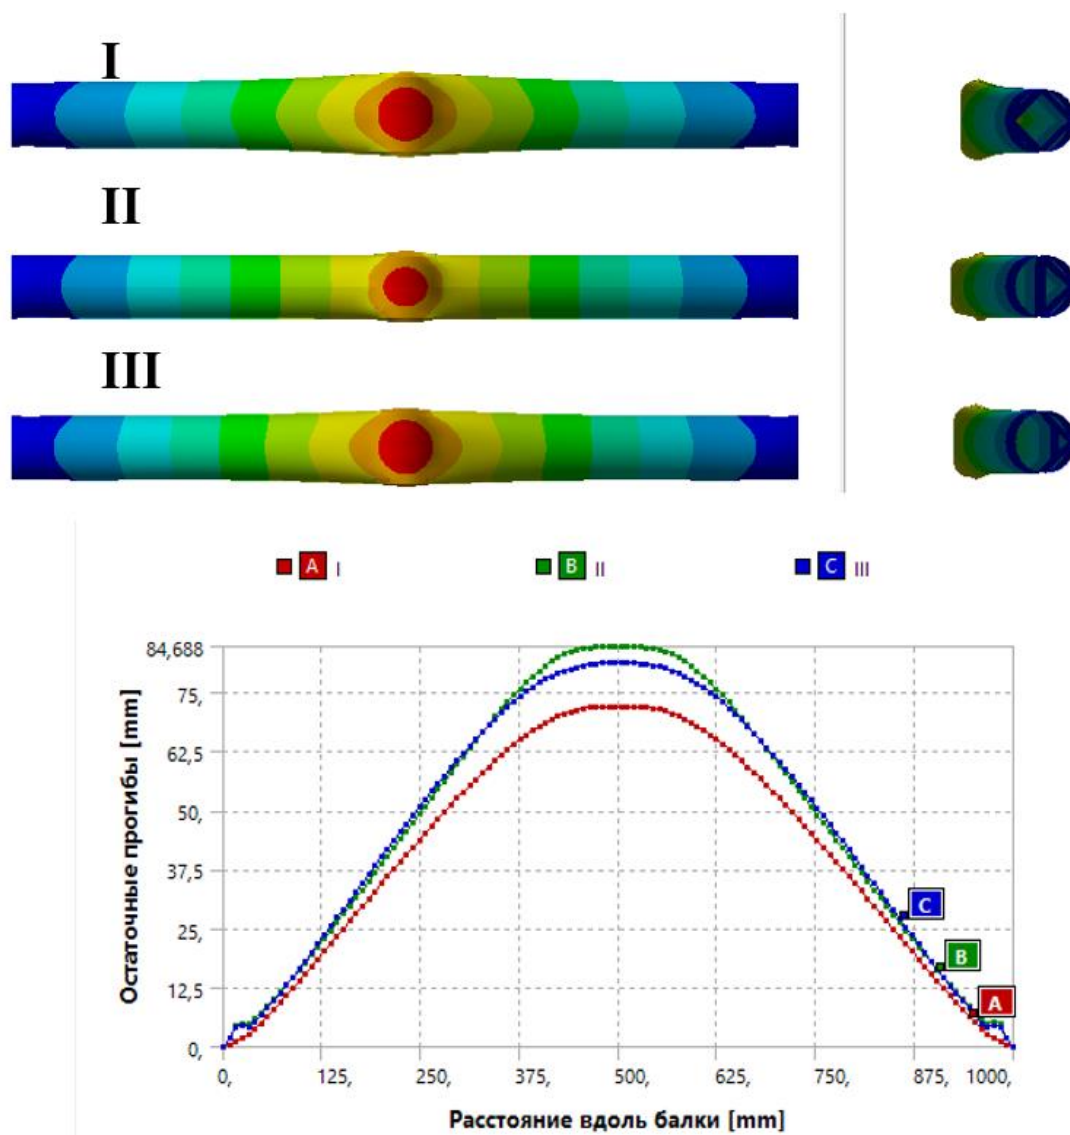 I
II
III
A I
B II
C III
84,688
75,
62,5
50,
37,5
25,
12,5
0,
Остаточные прогибы [mm]
C
B
A
0, 125, 250, 375, 500, 625, 750, 875, 1000,
Расстояние вдоль балки [mm]